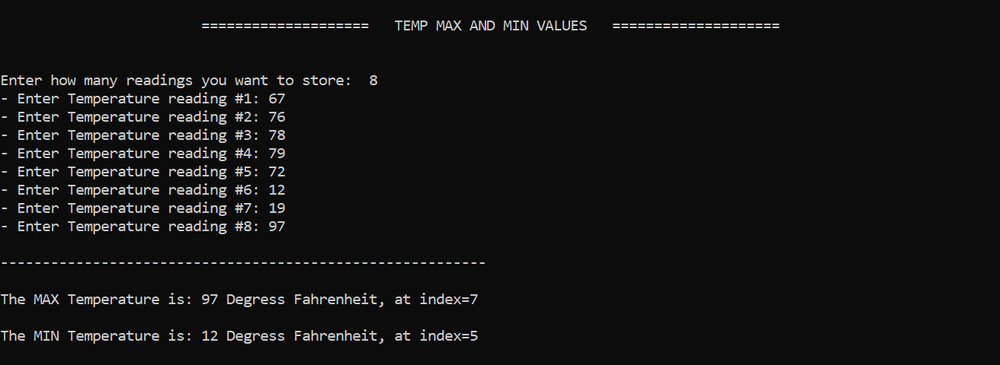 ====================   TEMP MAX AND MIN VALUES   ====================
Enter how many readings you want to store:  8
- Enter Temperature reading #1: 67
- Enter Temperature reading #2: 76
- Enter Temperature reading #3: 78
- Enter Temperature reading #4: 79
- Enter Temperature reading #5: 72
- Enter Temperature reading #6: 12
- Enter Temperature reading #7: 19
- Enter Temperature reading #8: 97
----------------------------------------------------------
The MAX Temperature is: 97 Degress Fahrenheit, at index=7
The MIN Temperature is: 12 Degress Fahrenheit, at index=5